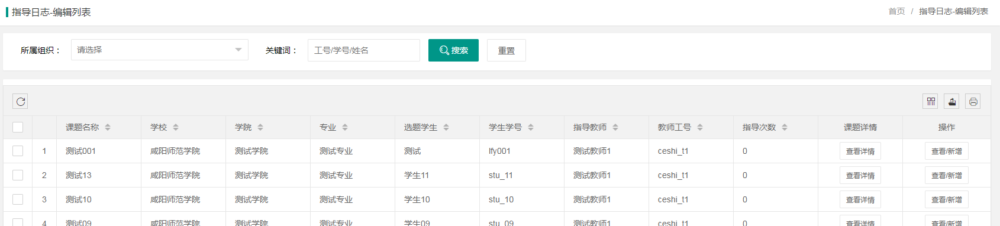 指导日志-编辑列表
首页 / 指导日志-编辑列表
所属组织： 请选择 关键词： 工号/学号/姓名 搜索 重置
课题名称 学校 学院 专业 选题学生 学生学号 指导教师 教师工号 指导次数 课题详情 操作
1 测试001 咸阳师范学院 测试学院 测试专业 测试 lfy001 测试教师1 ceshi_t1 0 查看详情 查看/新增
2 测试13 咸阳师范学院 测试学院 测试专业 学生11 stu_11 测试教师1 ceshi_t1 0 查看详情 查看/新增
3 测试10 咸阳师范学院 测试学院 测试专业 学生10 stu_10 测试教师1 ceshi_t1 0 查看详情 查看/新增
4 测试09 咸阳师范学院 测试学院 测试专业 学生09 stu_09 测试教师1 ceshi_t1 0 查看详情 查看/新增